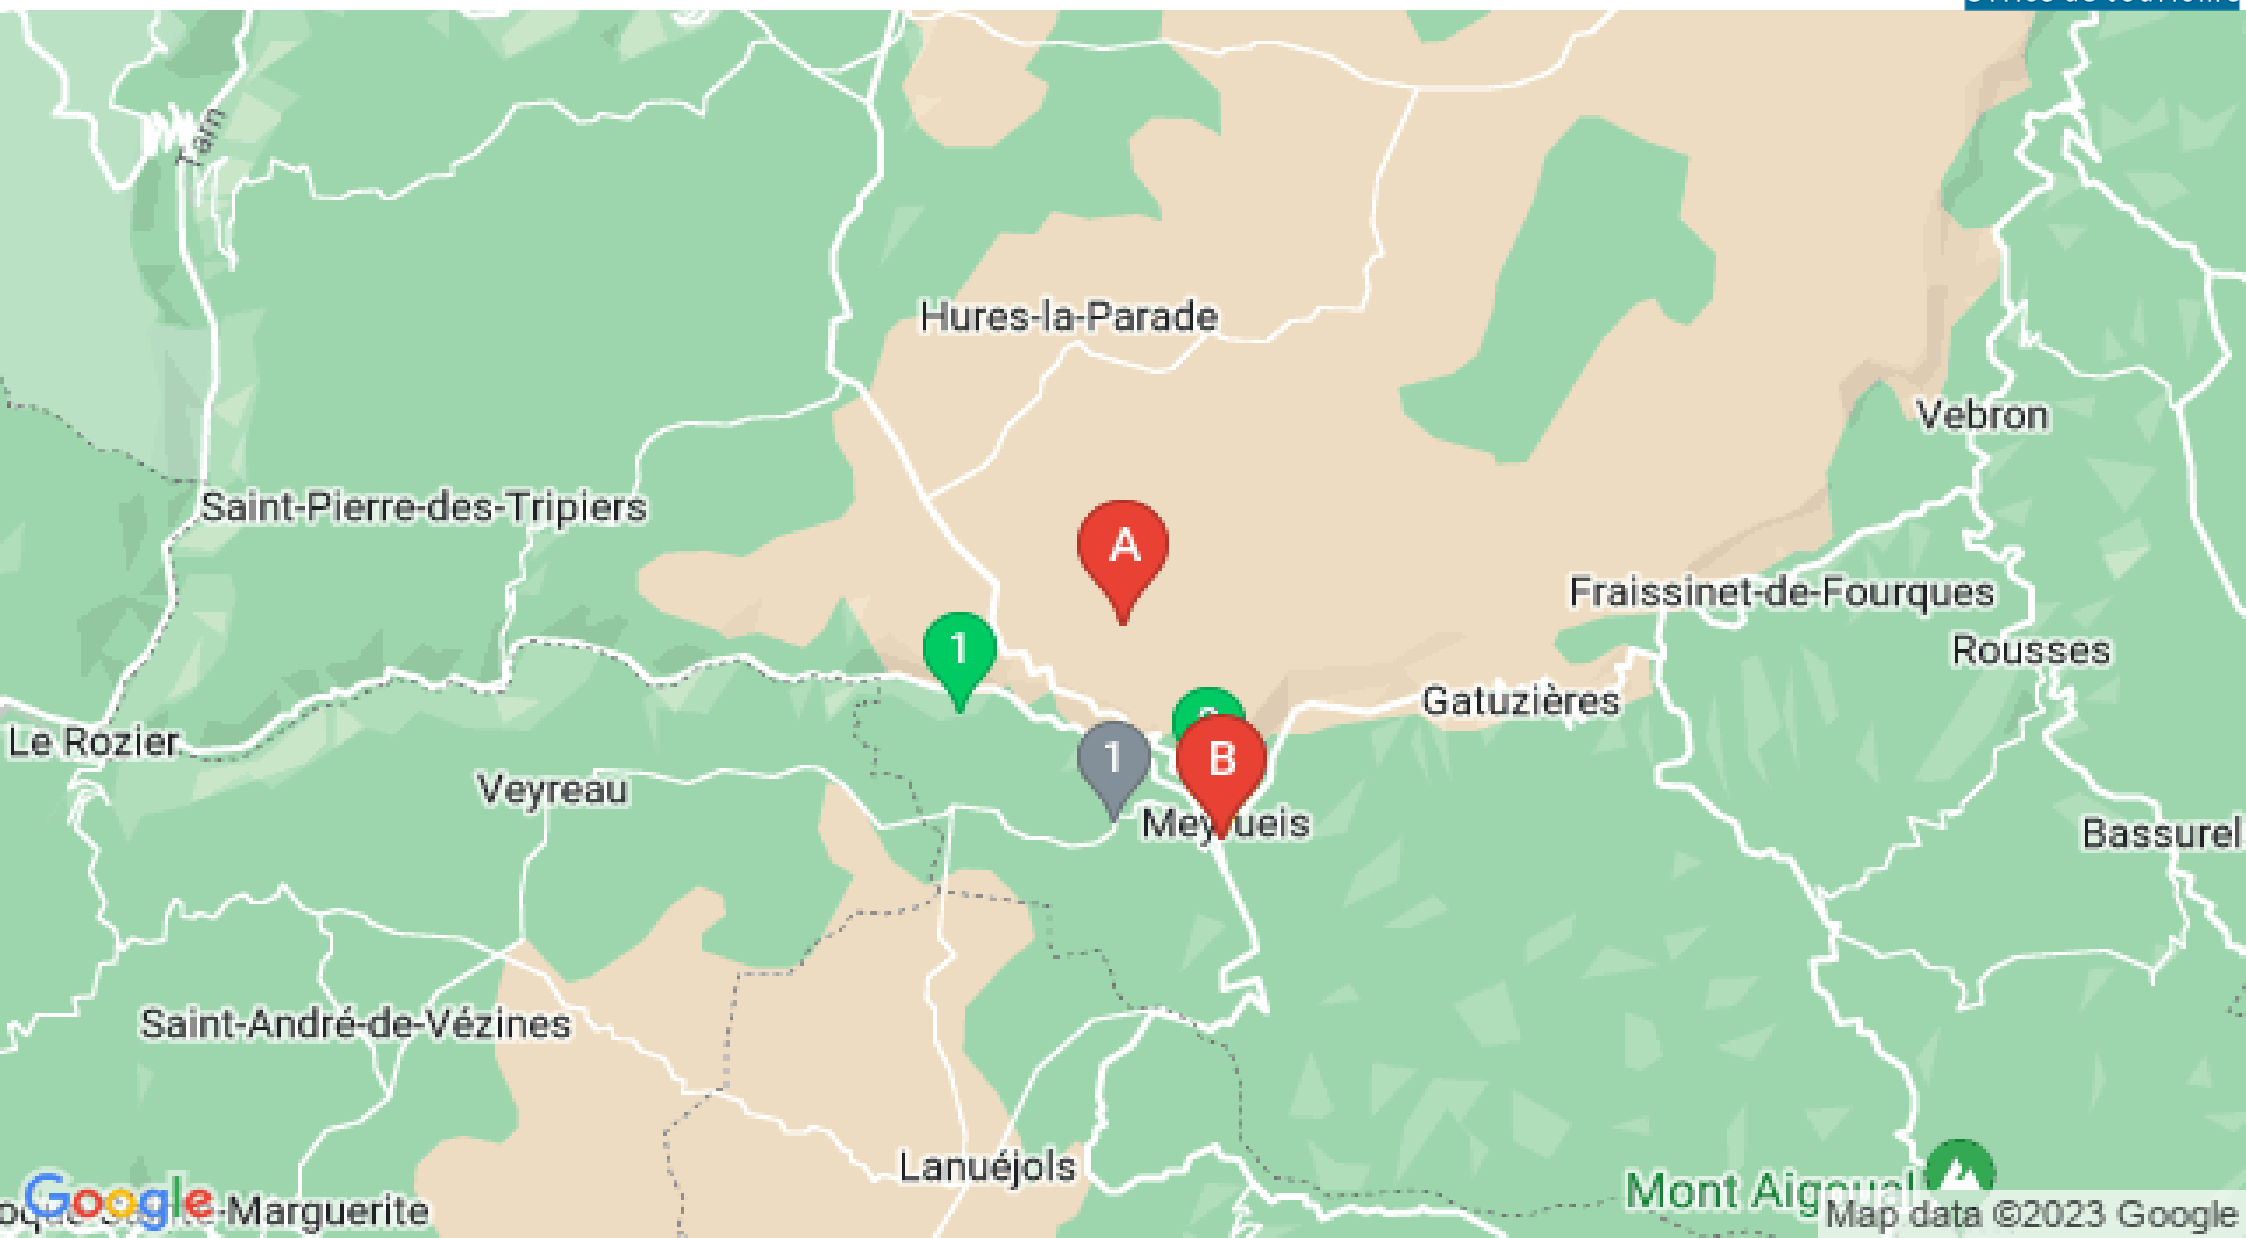 Tarn
Hures-la-Parade
Vebron
Saint-Pierre-des-Tripiers
A
Fraissinet-de-Fourques
1
Rousses
Gatuzières
Le Rozier
B
1
Veyreau
Meyrueis
Bassurel
Saint-André-de-Vézines
Lanuéjols
Mont Aigoual
Google
-Marguerite
Map data ©2023 Google